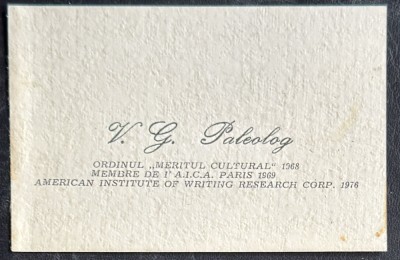 V. G. Paleolog
ORDINUL „MERITUL CULTURAL“ 1968
MEMBRE DE l' A.I.C.A. PARIS 1969
AMERICAN INSTITUTE OF WRITING RESEARCH CORP. 1976